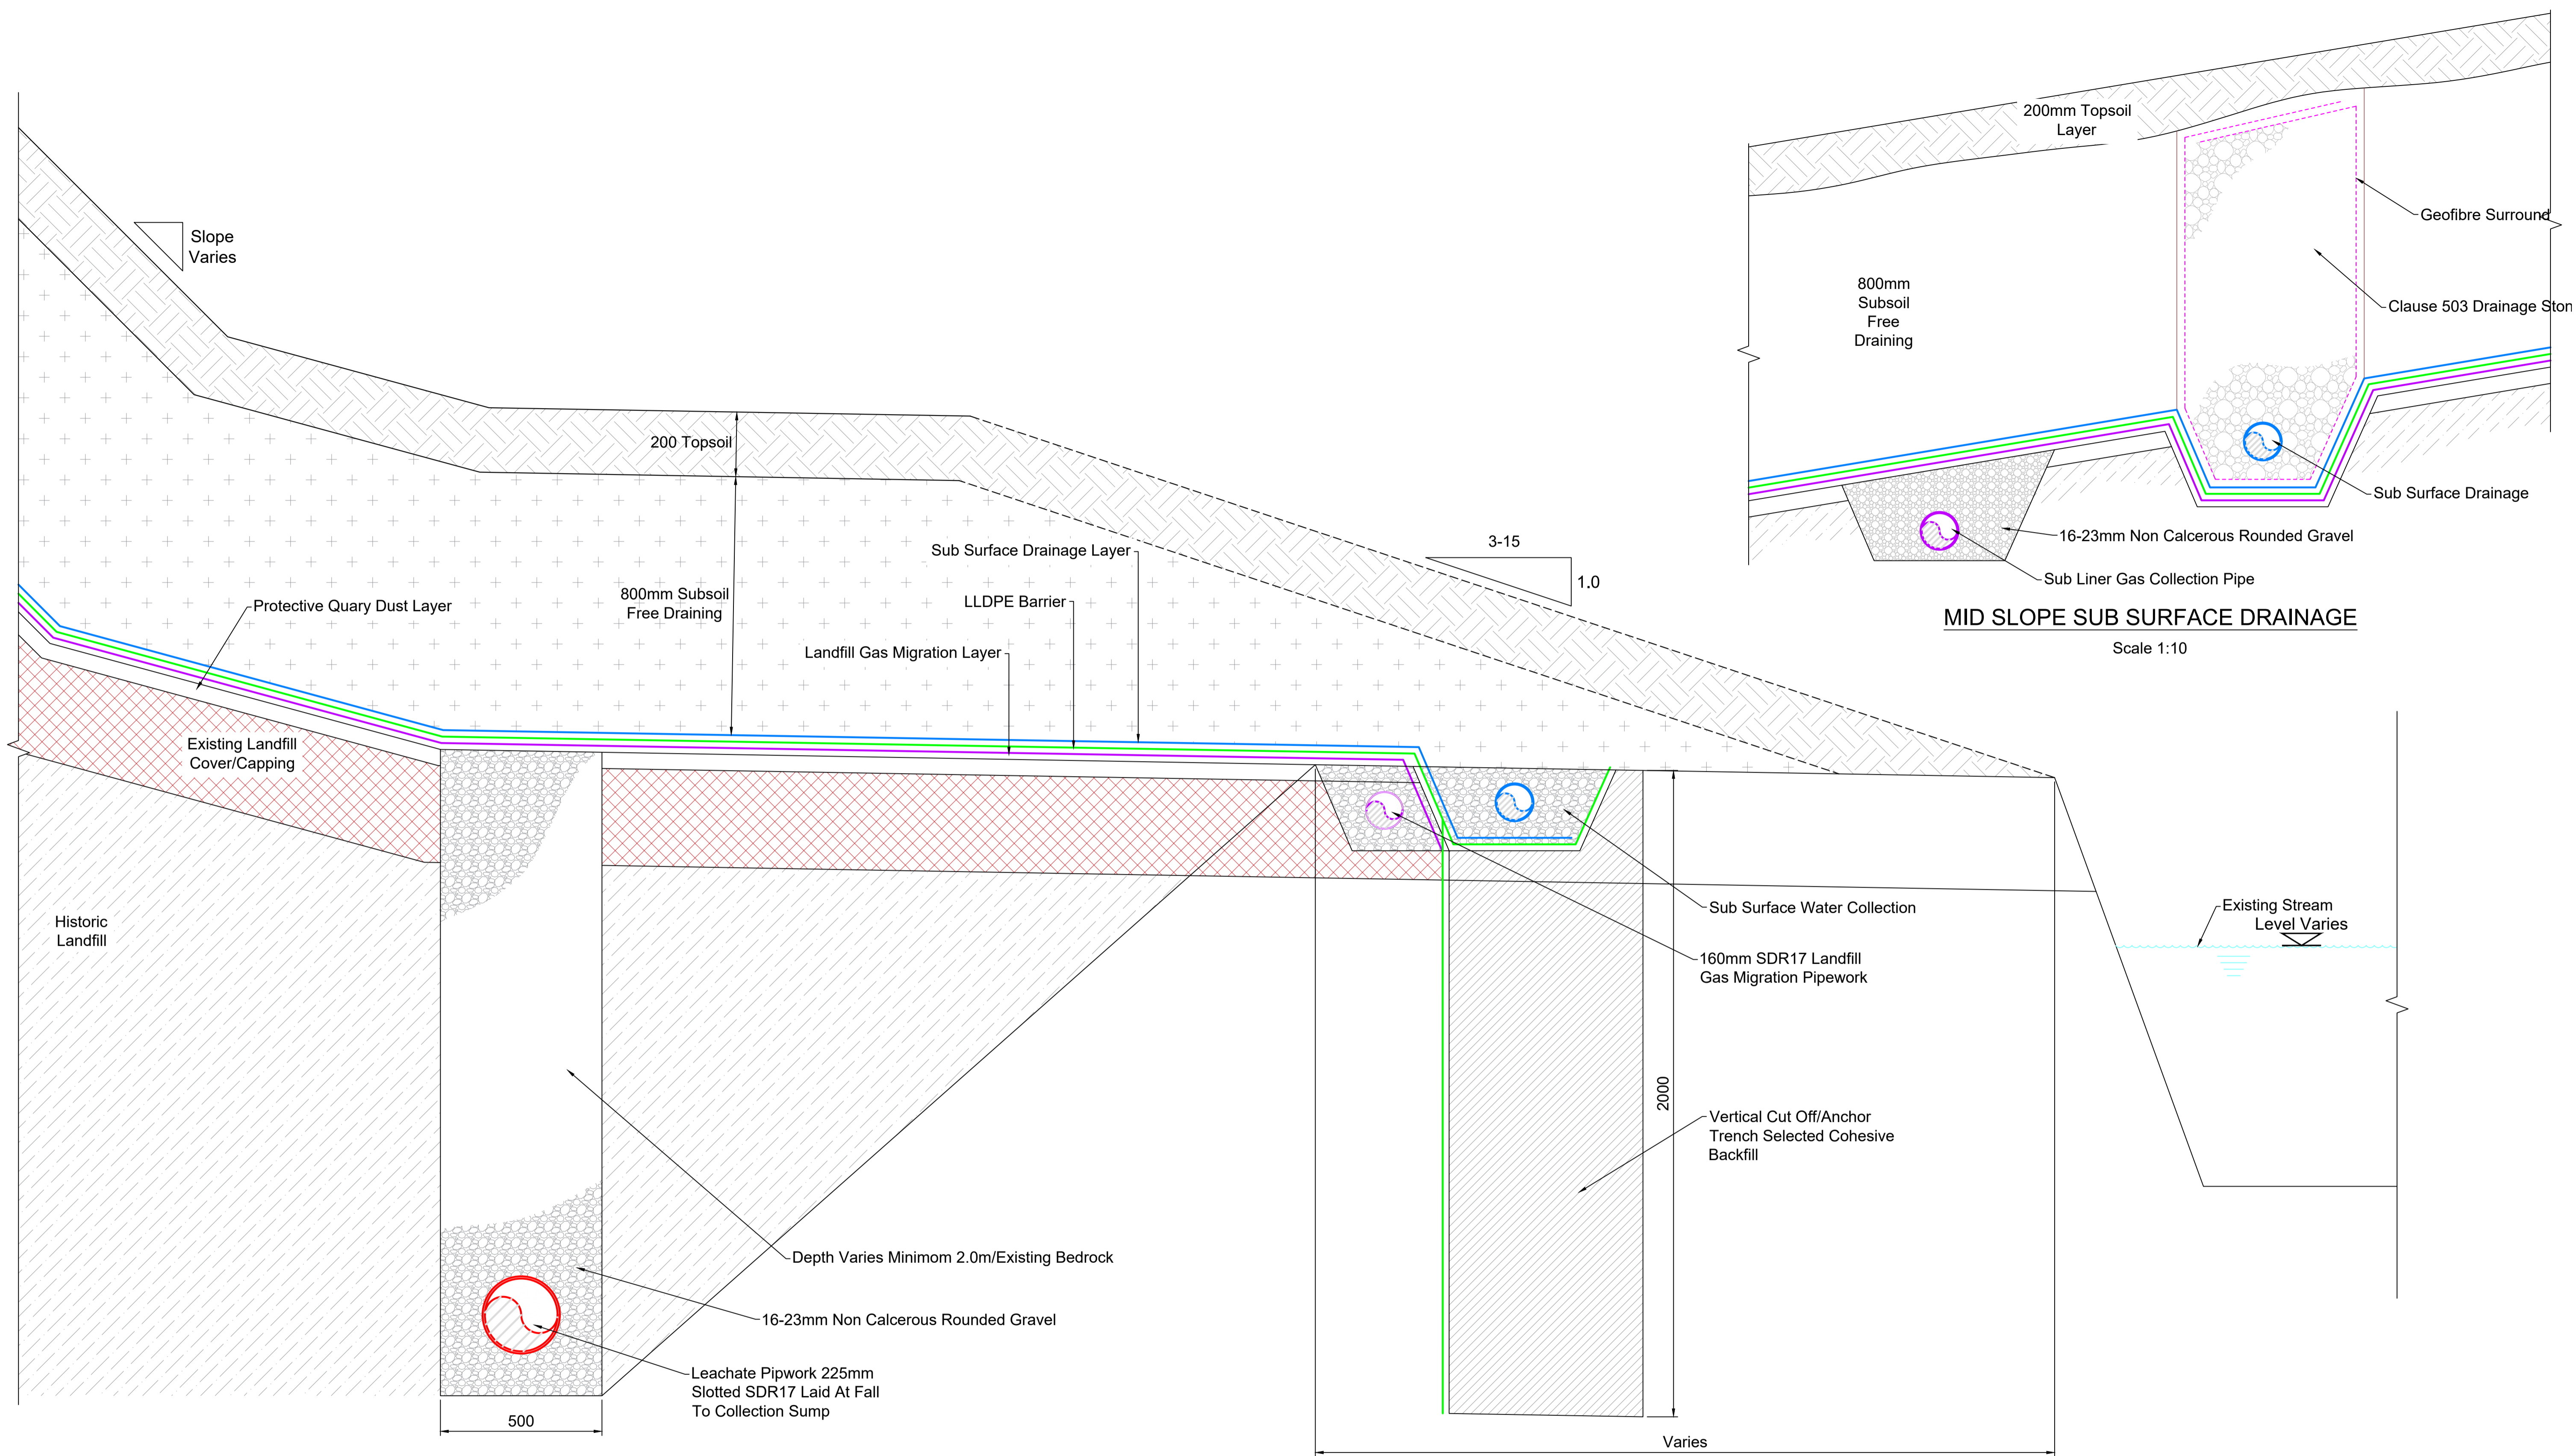 Slope
Varies
200 Topsoil
800mm Subsoil
Free Draining
Sub Surface Drainage Layer
LLDPE Barrier
Landfill Gas Migration Layer
Protective Quary Dust Layer
Existing Landfill
Cover/Capping
Historic
Landfill
3-15
1.0
200mm Topsoil
Layer
800mm
Subsoil
Free
Draining
Geofibre Surround
Clause 503 Drainage Ston
Sub Surface Drainage
16-23mm Non Calcerous Rounded Gravel
Sub Liner Gas Collection Pipe
MID SLOPE SUB SURFACE DRAINAGE
Scale 1:10
Existing Stream
Level Varies
Sub Surface Water Collection
160mm SDR17 Landfill
Gas Migration Pipework
2000
Vertical Cut Off/Anchor
Trench Selected Cohesive
Backfill
Depth Varies Minimom 2.0m/Existing Bedrock
16-23mm Non Calcerous Rounded Gravel
Leachate Pipwork 225mm
Slotted SDR17 Laid At Fall
To Collection Sump
500
Varies